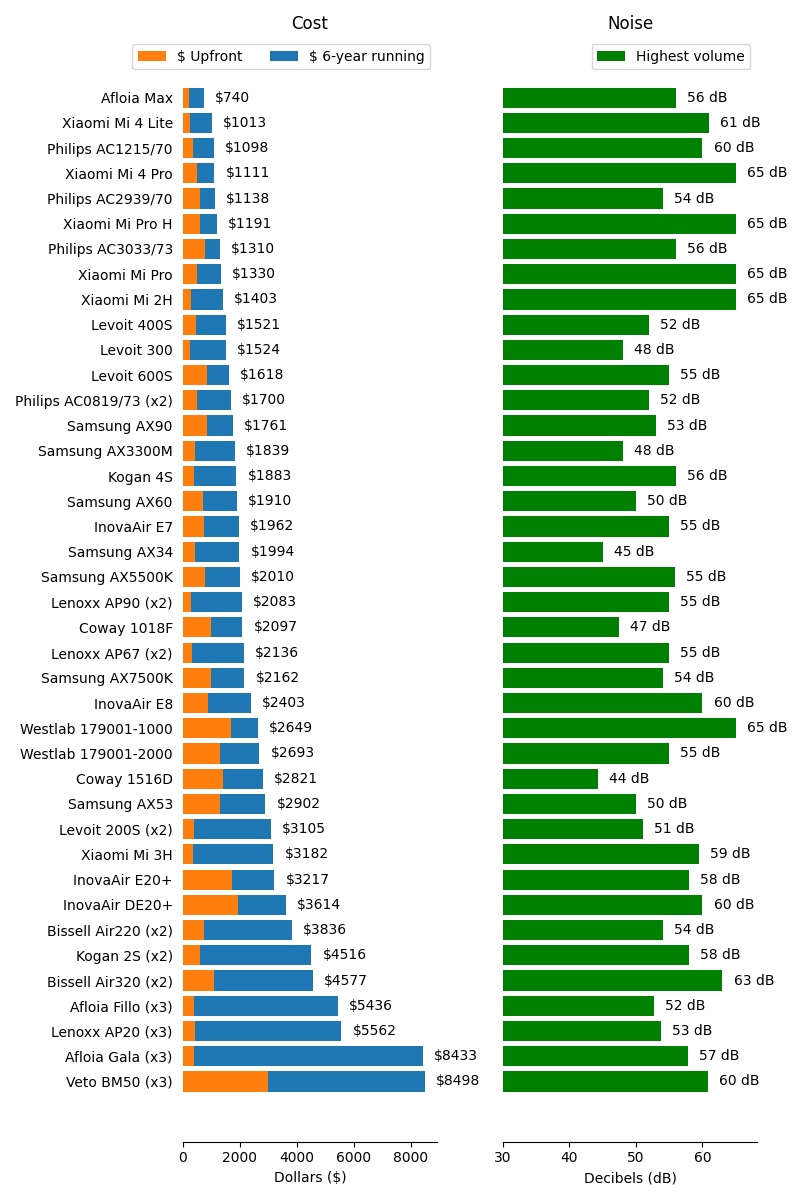 Cost Noise
$ Upfront $ 6-year running Highest volume
Afloia Max $740 56 dB
Xiaomi Mi 4 Lite $1013 61 dB
Philips AC1215/70 $1098 60 dB
Xiaomi Mi 4 Pro $1111 65 dB
Philips AC2939/70 $1138 54 dB
Xiaomi Mi Pro H $1191 65 dB
Philips AC3033/73 $1310 56 dB
Xiaomi Mi Pro $1330 65 dB
Xiaomi Mi 2H $1403 65 dB
Levoit 400S $1521 52 dB
Levoit 300 $1524 48 dB
Levoit 600S $1618 55 dB
Philips AC0819/73 (x2) $1700 52 dB
Samsung AX90 $1761 53 dB
Samsung AX3300M $1839 48 dB
Kogan 4S $1883 56 dB
Samsung AX60 $1910 50 dB
InovaAir E7 $1962 55 dB
Samsung AX34 $1994 45 dB
Samsung AX5500K $2010 55 dB
Lenoxx AP90 (x2) $2083 55 dB
Coway 1018F $2097 47 dB
Lenoxx AP67 (x2) $2136 55 dB
Samsung AX7500K $2162 54 dB
InovaAir E8 $2403 60 dB
Westlab 179001-1000 $2649 65 dB
Westlab 179001-2000 $2693 55 dB
Coway 1516D $2821 44 dB
Samsung AX53 $2902 50 dB
Levoit 200S (x2) $3105 51 dB
Xiaomi Mi 3H $3182 59 dB
InovaAir E20+ $3217 58 dB
InovaAir DE20+ $3614 60 dB
Bissell Air220 (x2) $3836 54 dB
Kogan 2S (x2) $4516 58 dB
Bissell Air320 (x2) $4577 63 dB
Afloia Fillo (x3) $5436 52 dB
Lenoxx AP20 (x3) $5562 53 dB
Afloia Gala (x3) $8433 57 dB
Veto BM50 (x3) $8498 60 dB
0 2000 4000 6000 8000 30 40 50 60
Dollars ($) Decibels (dB)